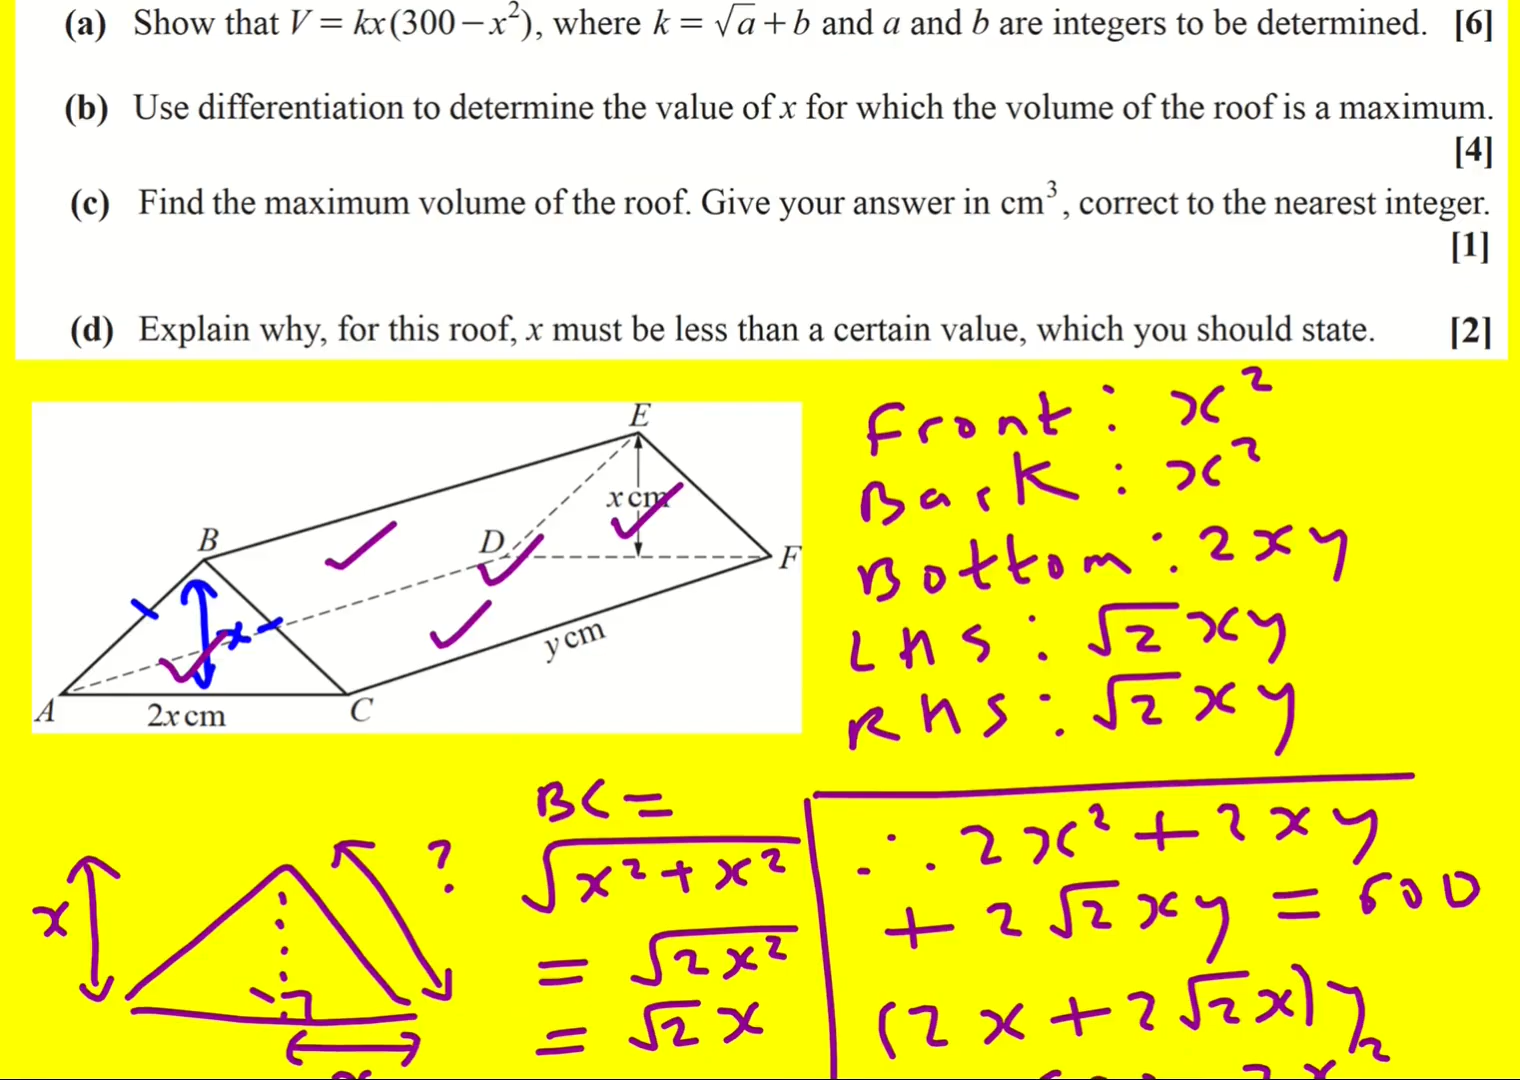 (a) Show that V = kx(300 − x²), where k = √a + b and a and b are integers to be determined. [6]
(b) Use differentiation to determine the value of x for which the volume of the roof is a maximum.
[4]
(c) Find the maximum volume of the roof. Give your answer in cm³, correct to the nearest integer.
[1]
(d) Explain why, for this roof, x must be less than a certain value, which you should state. [2]
E
x cm
B
D
F
x
y cm
A
2x cm
C
Front : x²
Back : x²
Bottom : 2xy
LHS : √2 xy
RHS : √2 xy
x
?
BC =
√x² + x²
= √2x²
= √2 x
∴ 2x² + 2xy
+ 2√2xy = 600
(2x + 2√2x)y